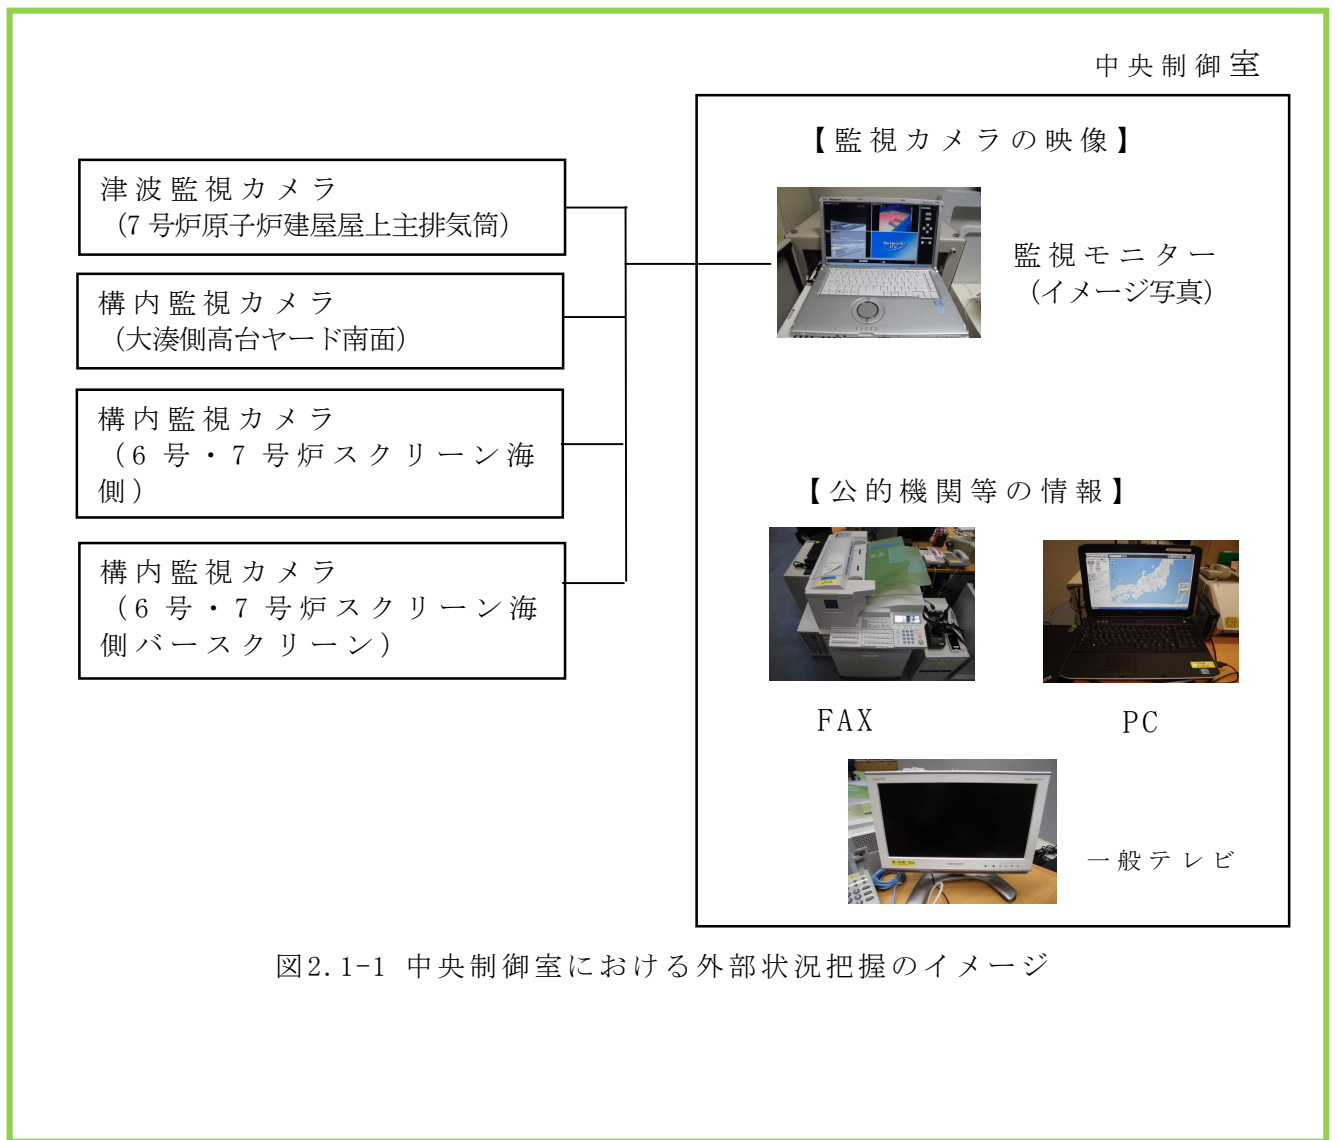 中央制御室
津波監視カメラ
（7号炉原子炉建屋屋上主排気筒）
構内監視カメラ
（大湊側高台ヤード南面）
構内監視カメラ
（6号・7号炉スクリーン海
側）
構内監視カメラ
（6号・7号炉スクリーン海
側バースクリーン）
【監視カメラの映像】
監視モニター
（イメージ写真）
【公的機関等の情報】
FAX
PC
一般テレビ
図2.1-1 中央制御室における外部状況把握のイメージ